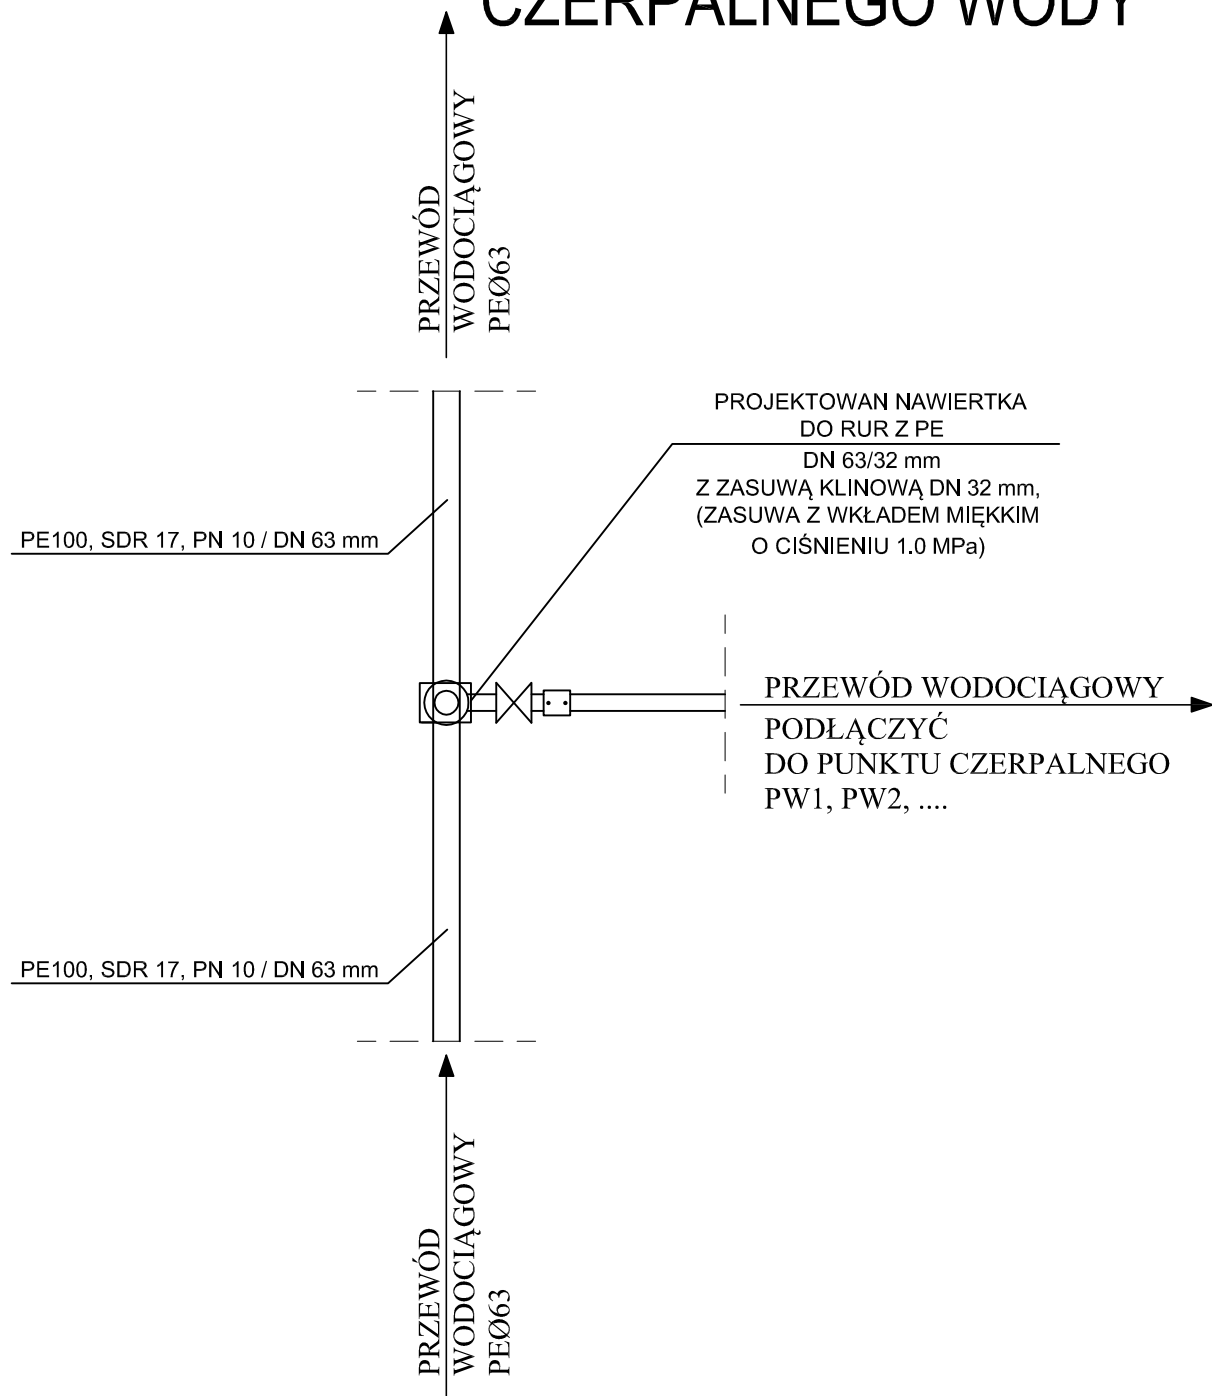 CZERPALNEGO WODY
PRZEWÓD
WODOCIĄGOWY
PEØ63
PROJEKTOWAN NAWIERTKA
DO RUR Z PE
DN 63/32 mm
Z ZASUWĄ KLINOWĄ DN 32 mm,
(ZASUWA Z WKŁADEM MIĘKKIM
O CIŚNIENIU 1.0 MPa)
PE100, SDR 17, PN 10 / DN 63 mm
PRZEWÓD WODOCIĄGOWY
PODŁĄCZYĆ
DO PUNKTU CZERPALNEGO
PW1, PW2, ....
PE100, SDR 17, PN 10 / DN 63 mm
PRZEWÓD
WODOCIĄGOWY
PEØ63